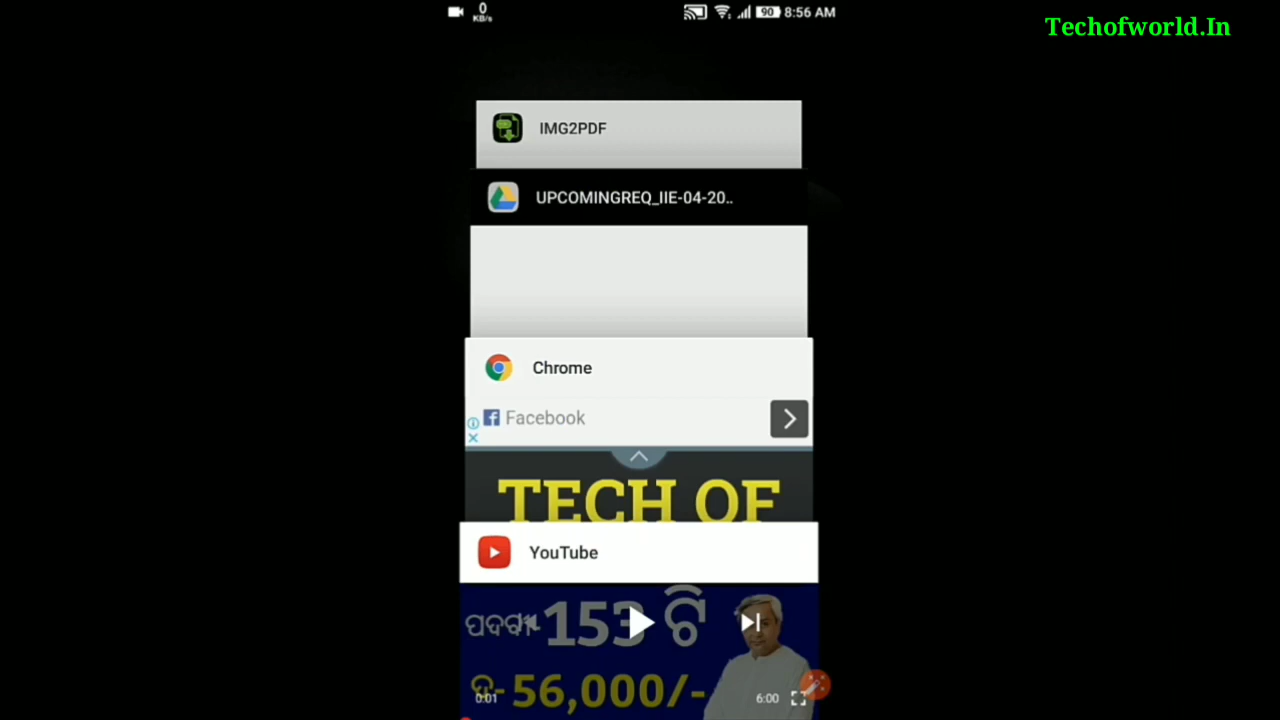 0
KB/s
90 8:56 AM
Techofworld.In
IMG2PDF
UPCOMINGREQ_IIE-04-20..
Chrome
Facebook
TECH OF
YouTube
153 ଟି
56,000/-
0:01
6:00